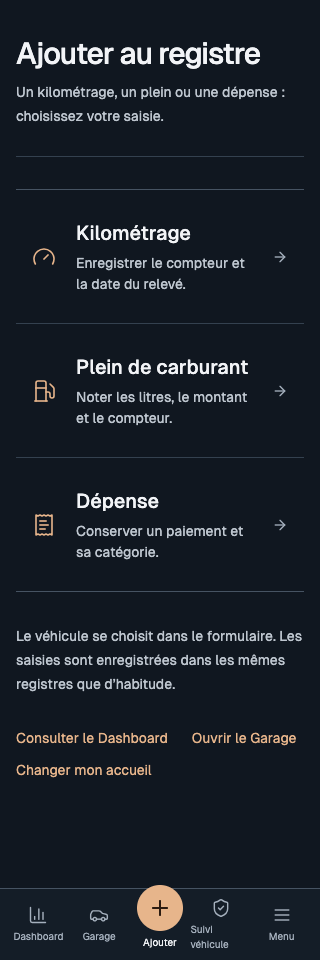 Ajouter au registre
Un kilométrage, un plein ou une dépense :
choisissez votre saisie.
Kilométrage
Enregistrer le compteur et
la date du relevé.
Plein de carburant
Noter les litres, le montant
et le compteur.
Dépense
Conserver un paiement et
sa catégorie.
Le véhicule se choisit dans le formulaire. Les
saisies sont enregistrées dans les mêmes
registres que d’habitude.
Consulter le Dashboard Ouvrir le Garage
Changer mon accueil
Dashboard
Garage
Ajouter
Suivi
véhicule
Menu